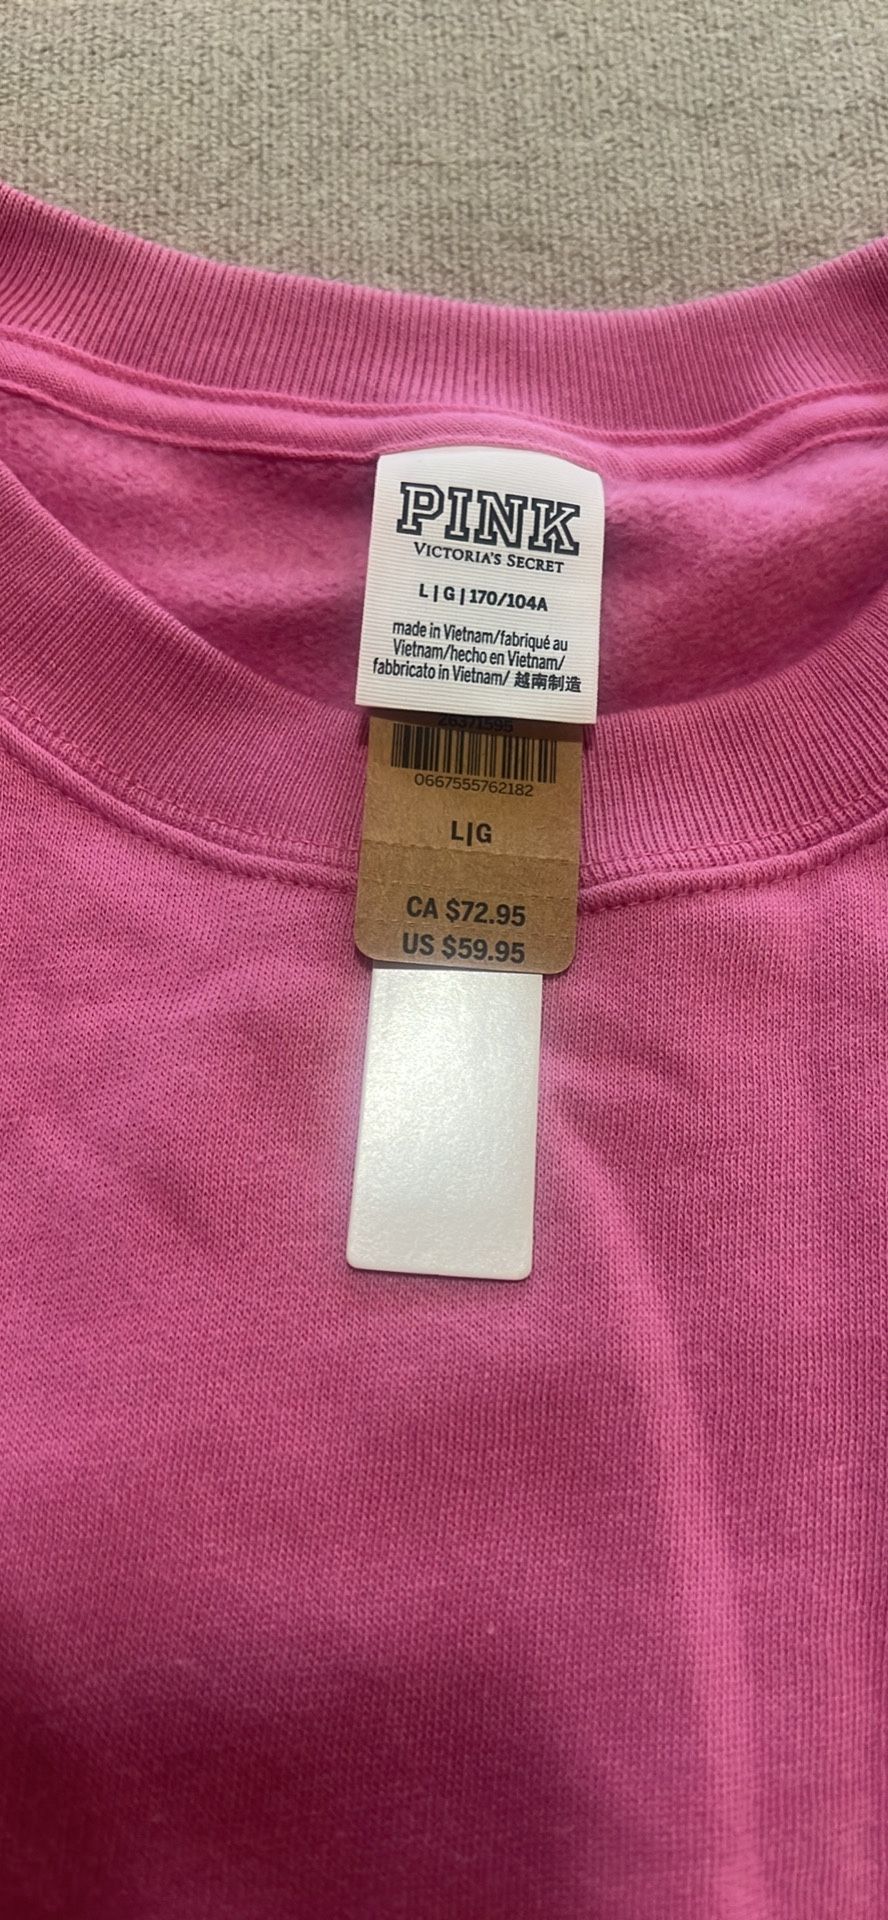 PINK
VICTORIA'S SECRET
L | G | 170/104A
made in Vietnam/fabriqué au
Vietnam/hecho en Vietnam/
fabbricato in Vietnam/ 越南制造
26371595
0667555762182
L|G
CA $72.95
US $59.95